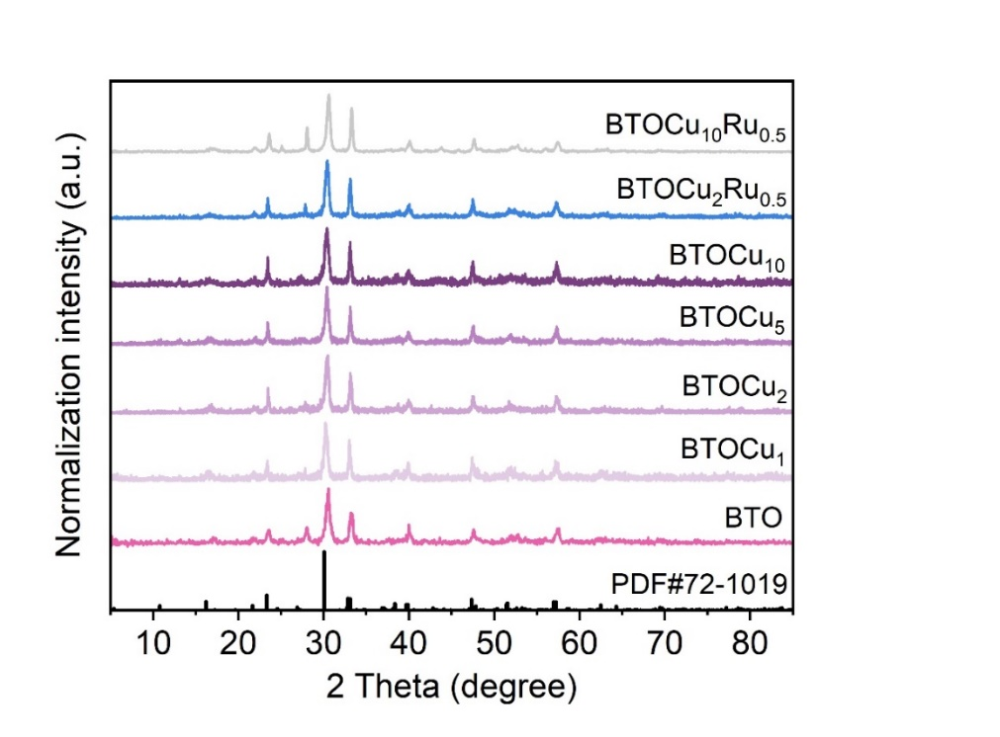 Normalization intensity (a.u.)
BTOCu₁₀Ru₀.₅
BTOCu₂Ru₀.₅
BTOCu₁₀
BTOCu₅
BTOCu₂
BTOCu₁
BTO
PDF#72-1019
10 20 30 40 50 60 70 80
2 Theta (degree)